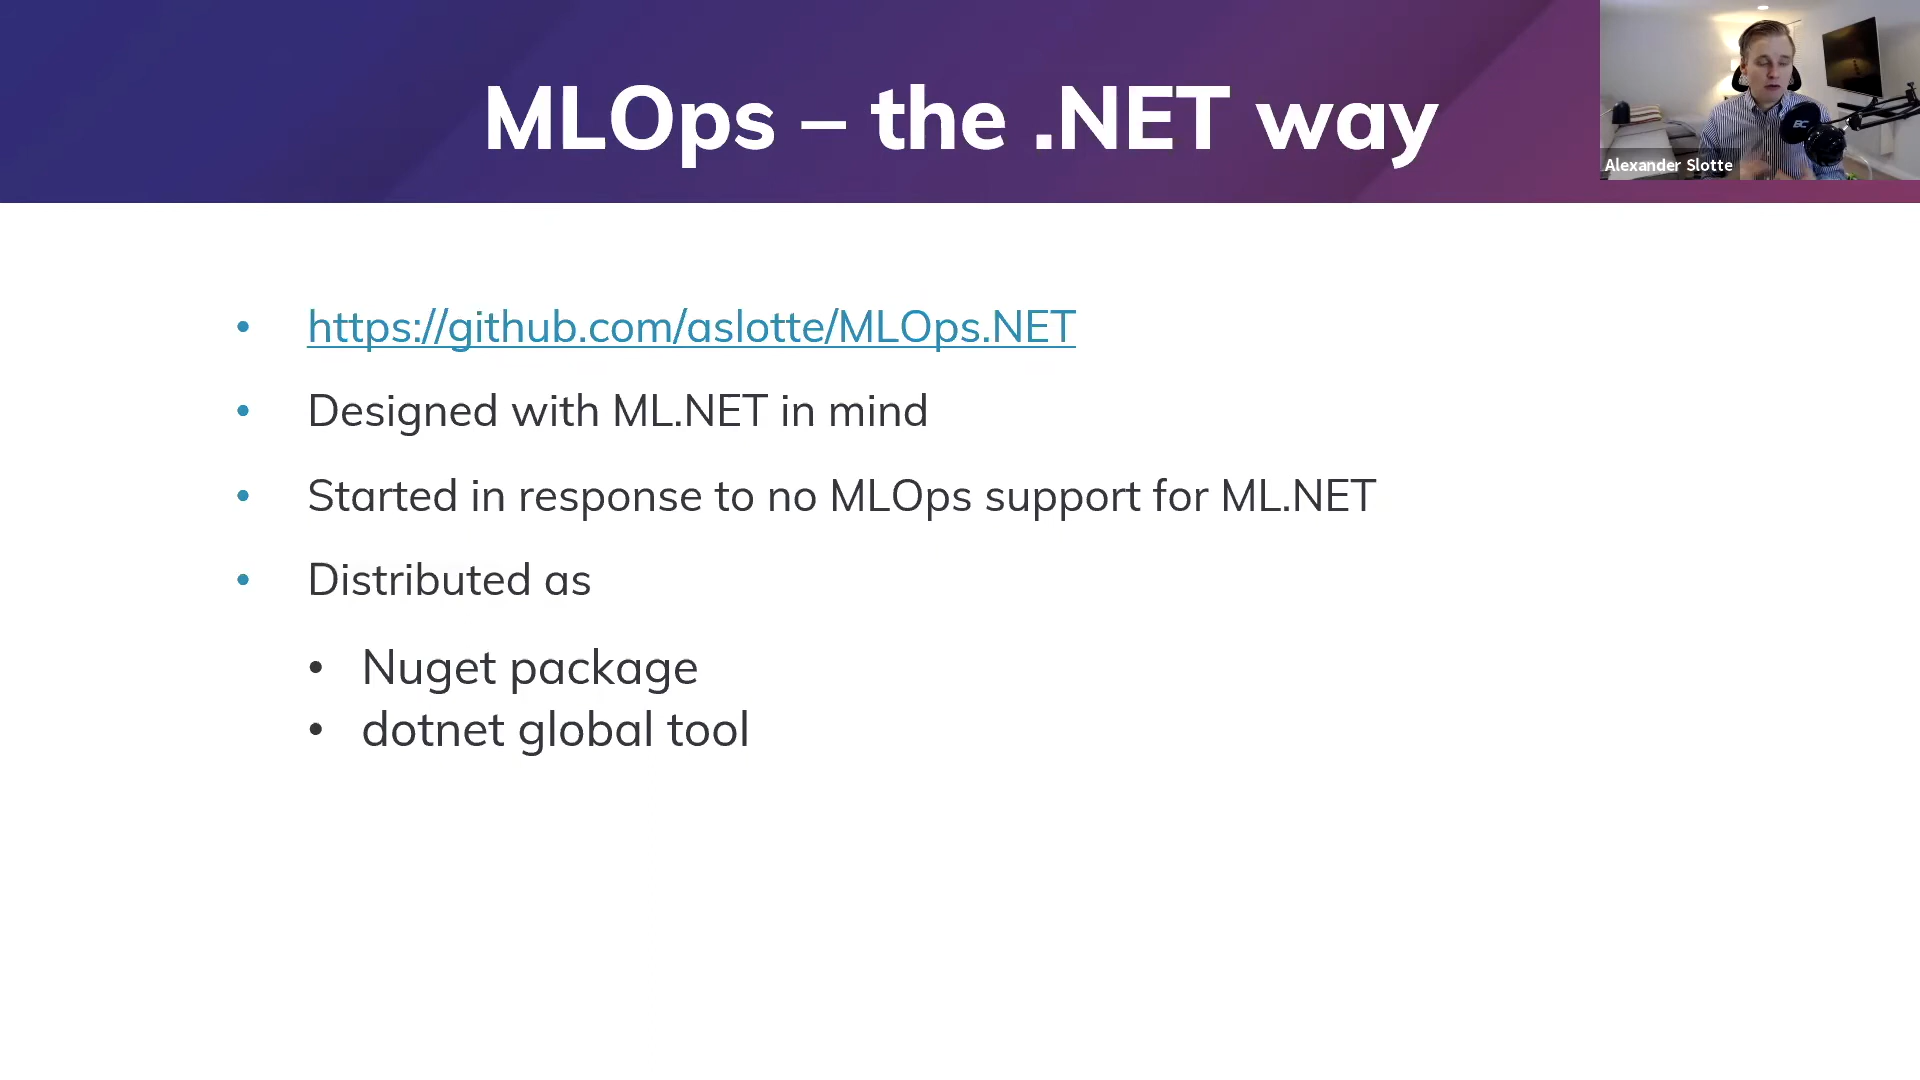 MLOps – the .NET way
Alexander Slotte
• https://github.com/aslotte/MLOps.NET
• Designed with ML.NET in mind
• Started in response to no MLOps support for ML.NET
• Distributed as
• Nuget package
• dotnet global tool